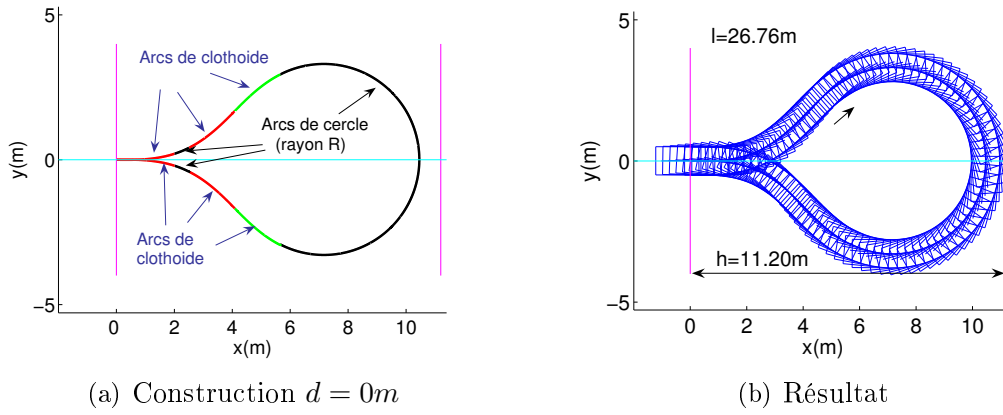 5
0
−5
y(m)
0 2 4 6 8 10
x(m)
Arcs de clothoide
Arcs de cercle
(rayon R)
Arcs de
clothoide
(a) Construction d = 0m
5
0
−5
y(m)
0 2 4 6 8 10
x(m)
l=26.76m
h=11.20m
(b) Résultat